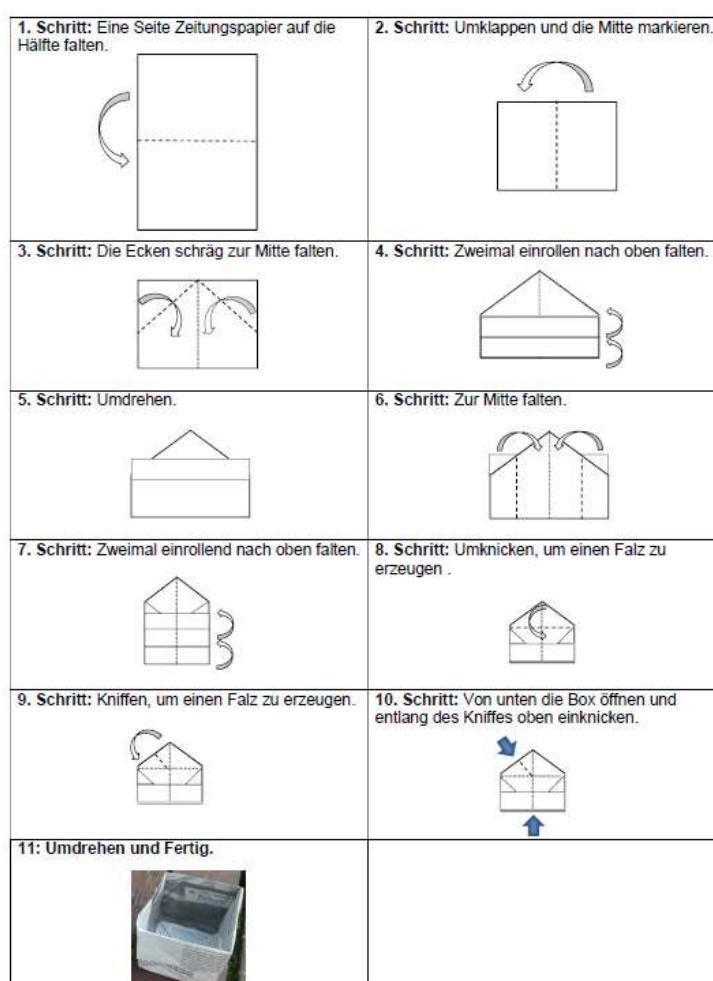 1. Schritt: Eine Seite Zeitungspapier auf die
Hälfte falten.
2. Schritt: Umklappen und die Mitte markieren.
3. Schritt: Die Ecken schräg zur Mitte falten.
4. Schritt: Zweimal einrollen nach oben falten.
5. Schritt: Umdrehen.
6. Schritt: Zur Mitte falten.
7. Schritt: Zweimal einrollend nach oben falten.
8. Schritt: Umknicken, um einen Falz zu
erzeugen .
9. Schritt: Kniffen, um einen Falz zu erzeugen.
10. Schritt: Von unten die Box öffnen und
entlang des Kniffes oben einknicken.
11: Umdrehen und Fertig.